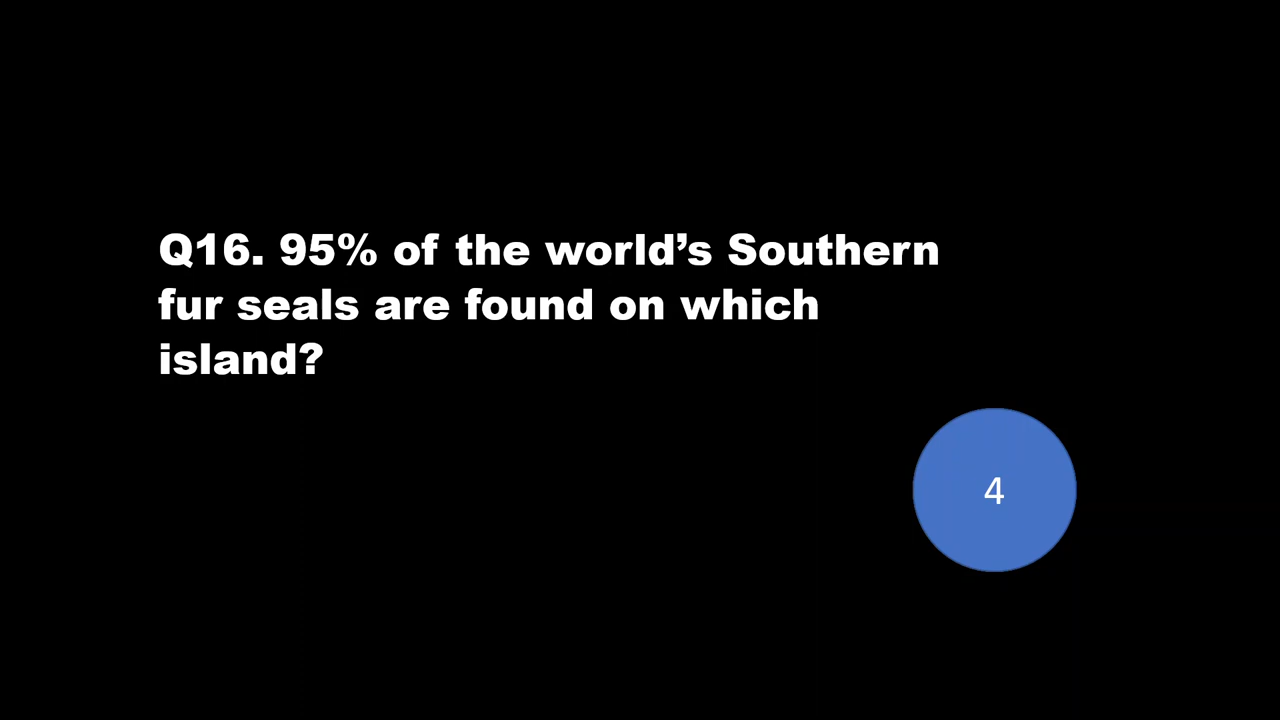 Q16. 95% of the world’s Southern
fur seals are found on which
island?
4